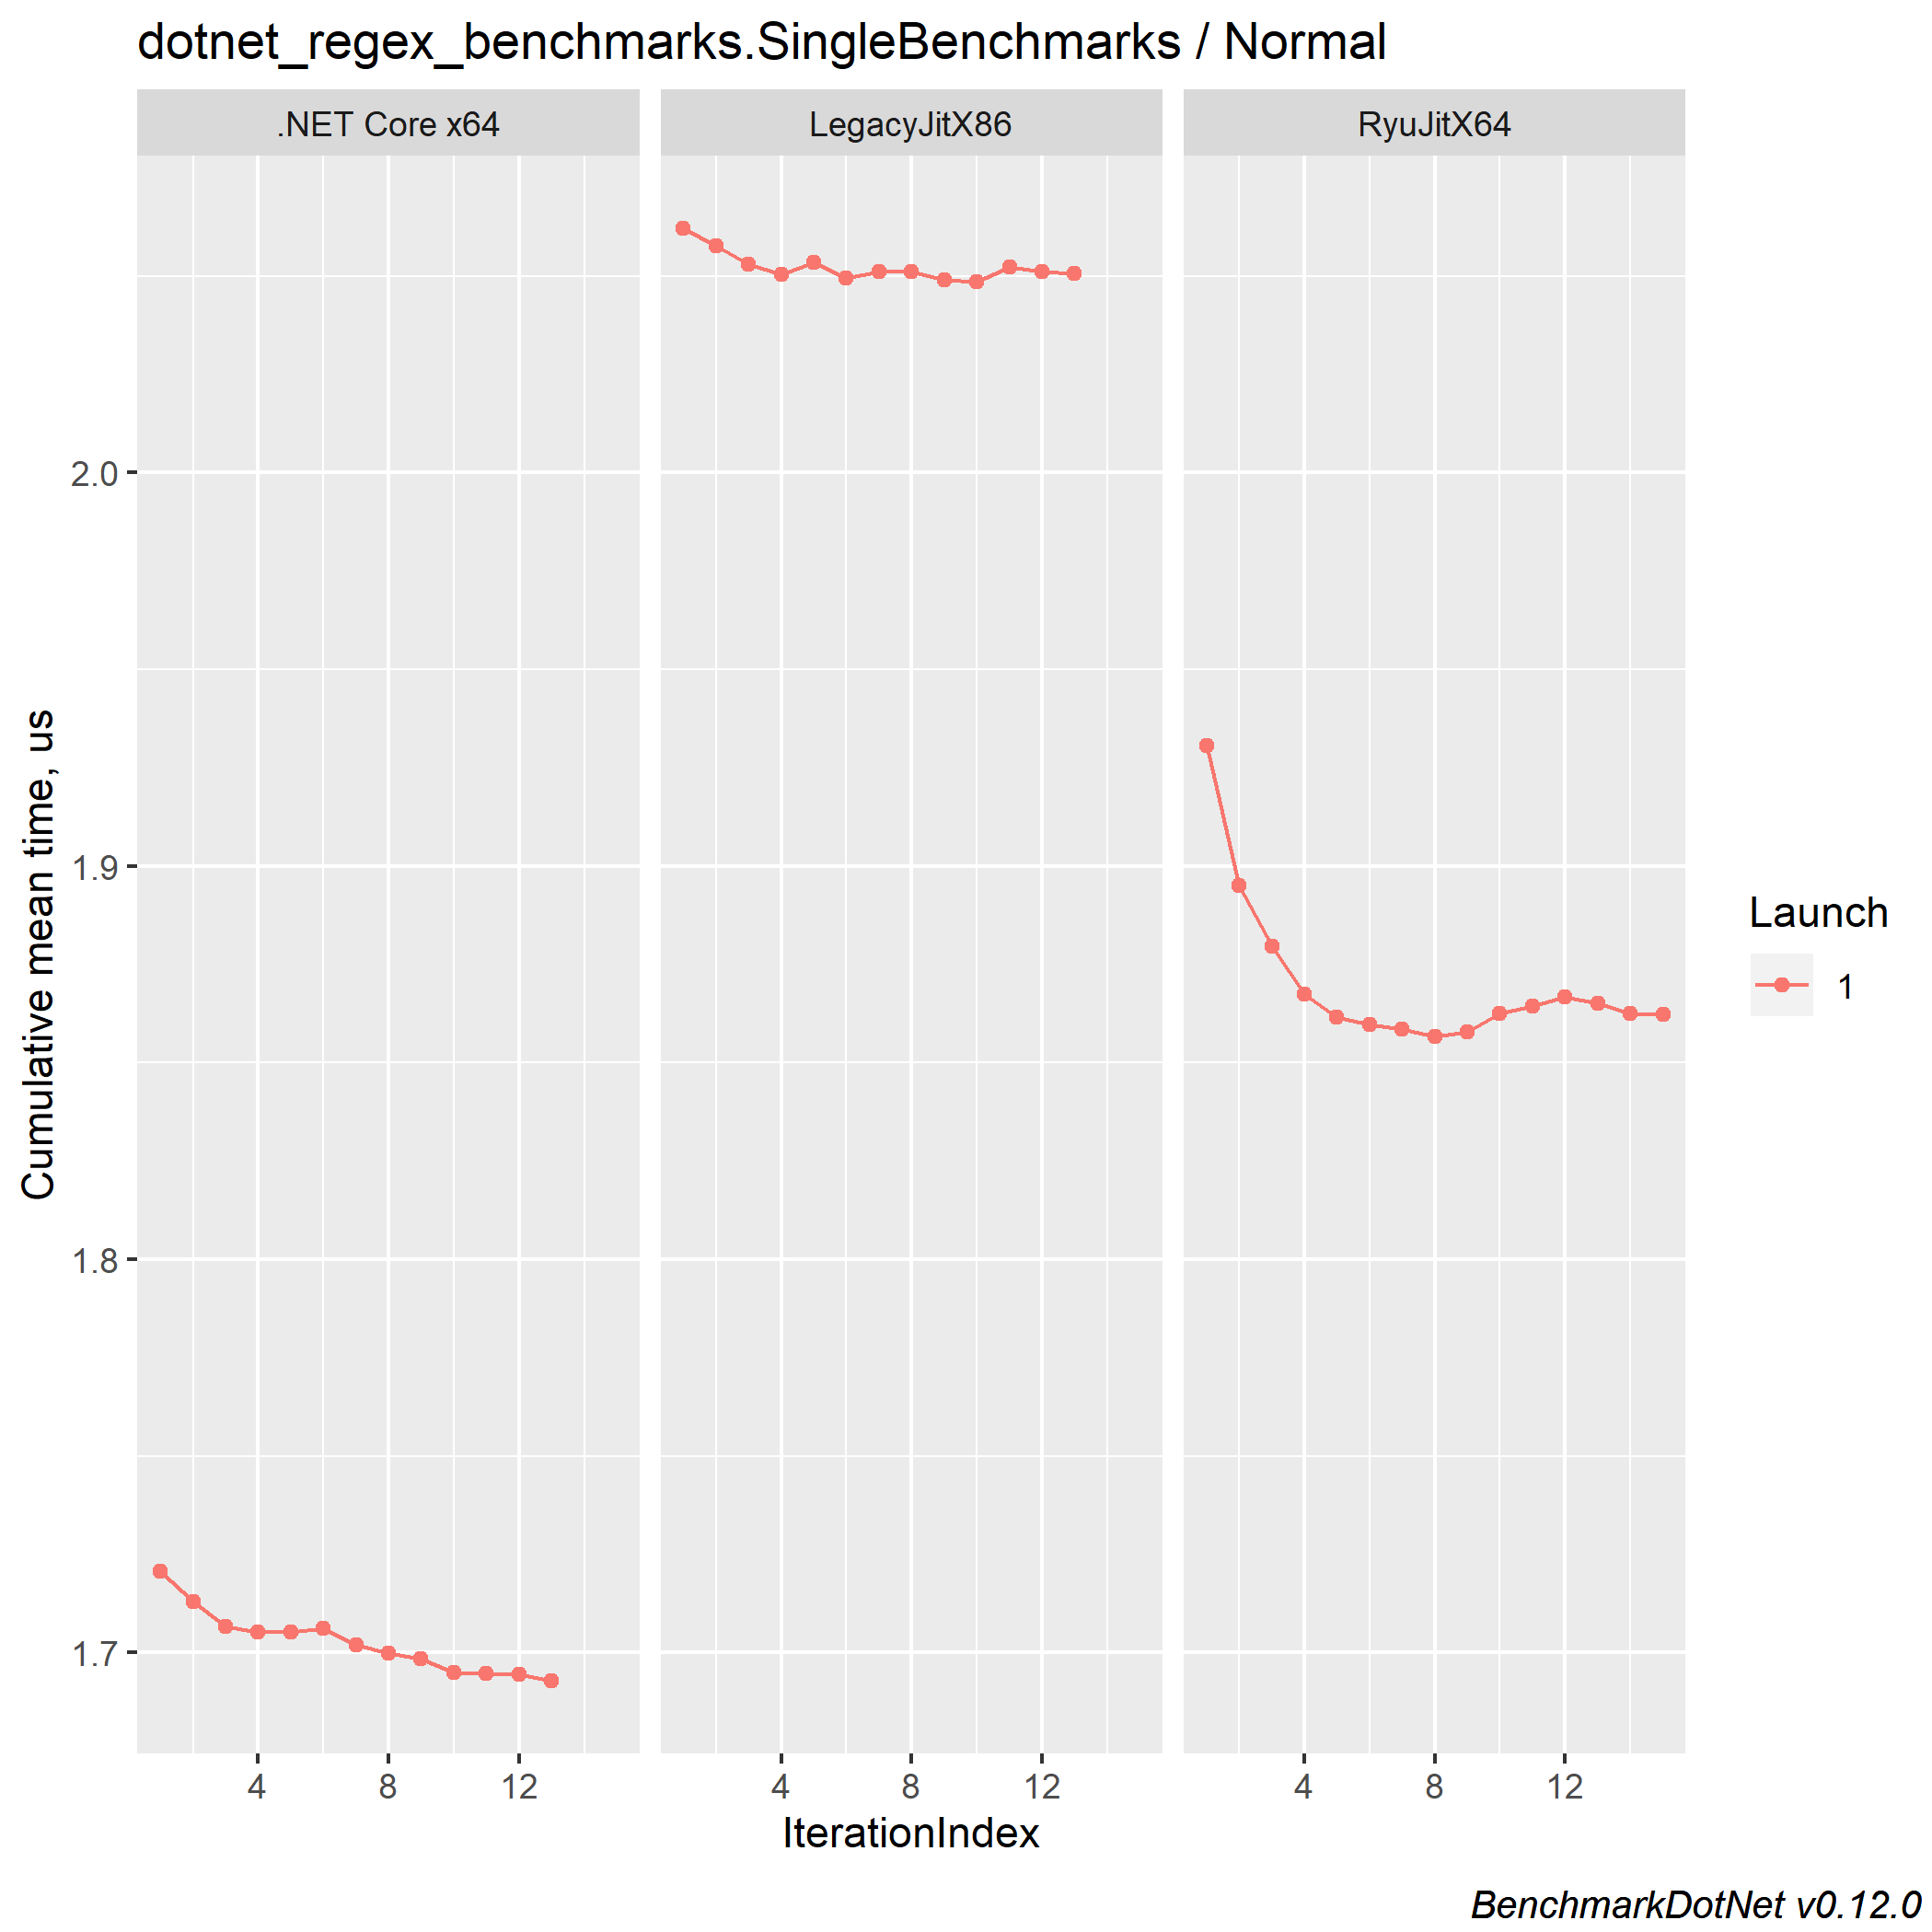 dotnet_regex_benchmarks.SingleBenchmarks / Normal
.NET Core x64
LegacyJitX86
RyuJitX64
Cumulative mean time, us
2.0
1.9
1.8
1.7
4 8 12
4 8 12
4 8 12
IterationIndex
Launch
1
BenchmarkDotNet v0.12.0